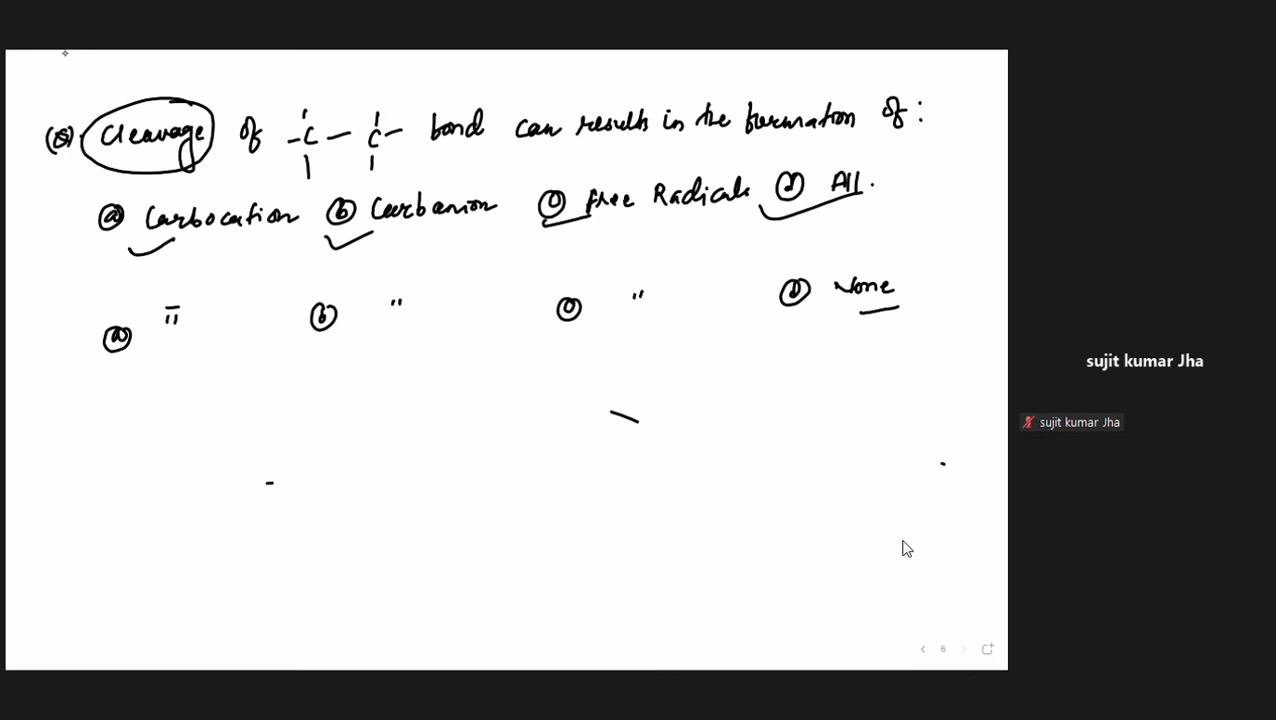 (Q) Cleavage of -C-C- bond can results in the formation of :
(a) Carbocation (b) Carbanion (c) Free Radicals (d) All.
(a) " (b) " (c) " (d) None
sujit kumar Jha
sujit kumar Jha
6